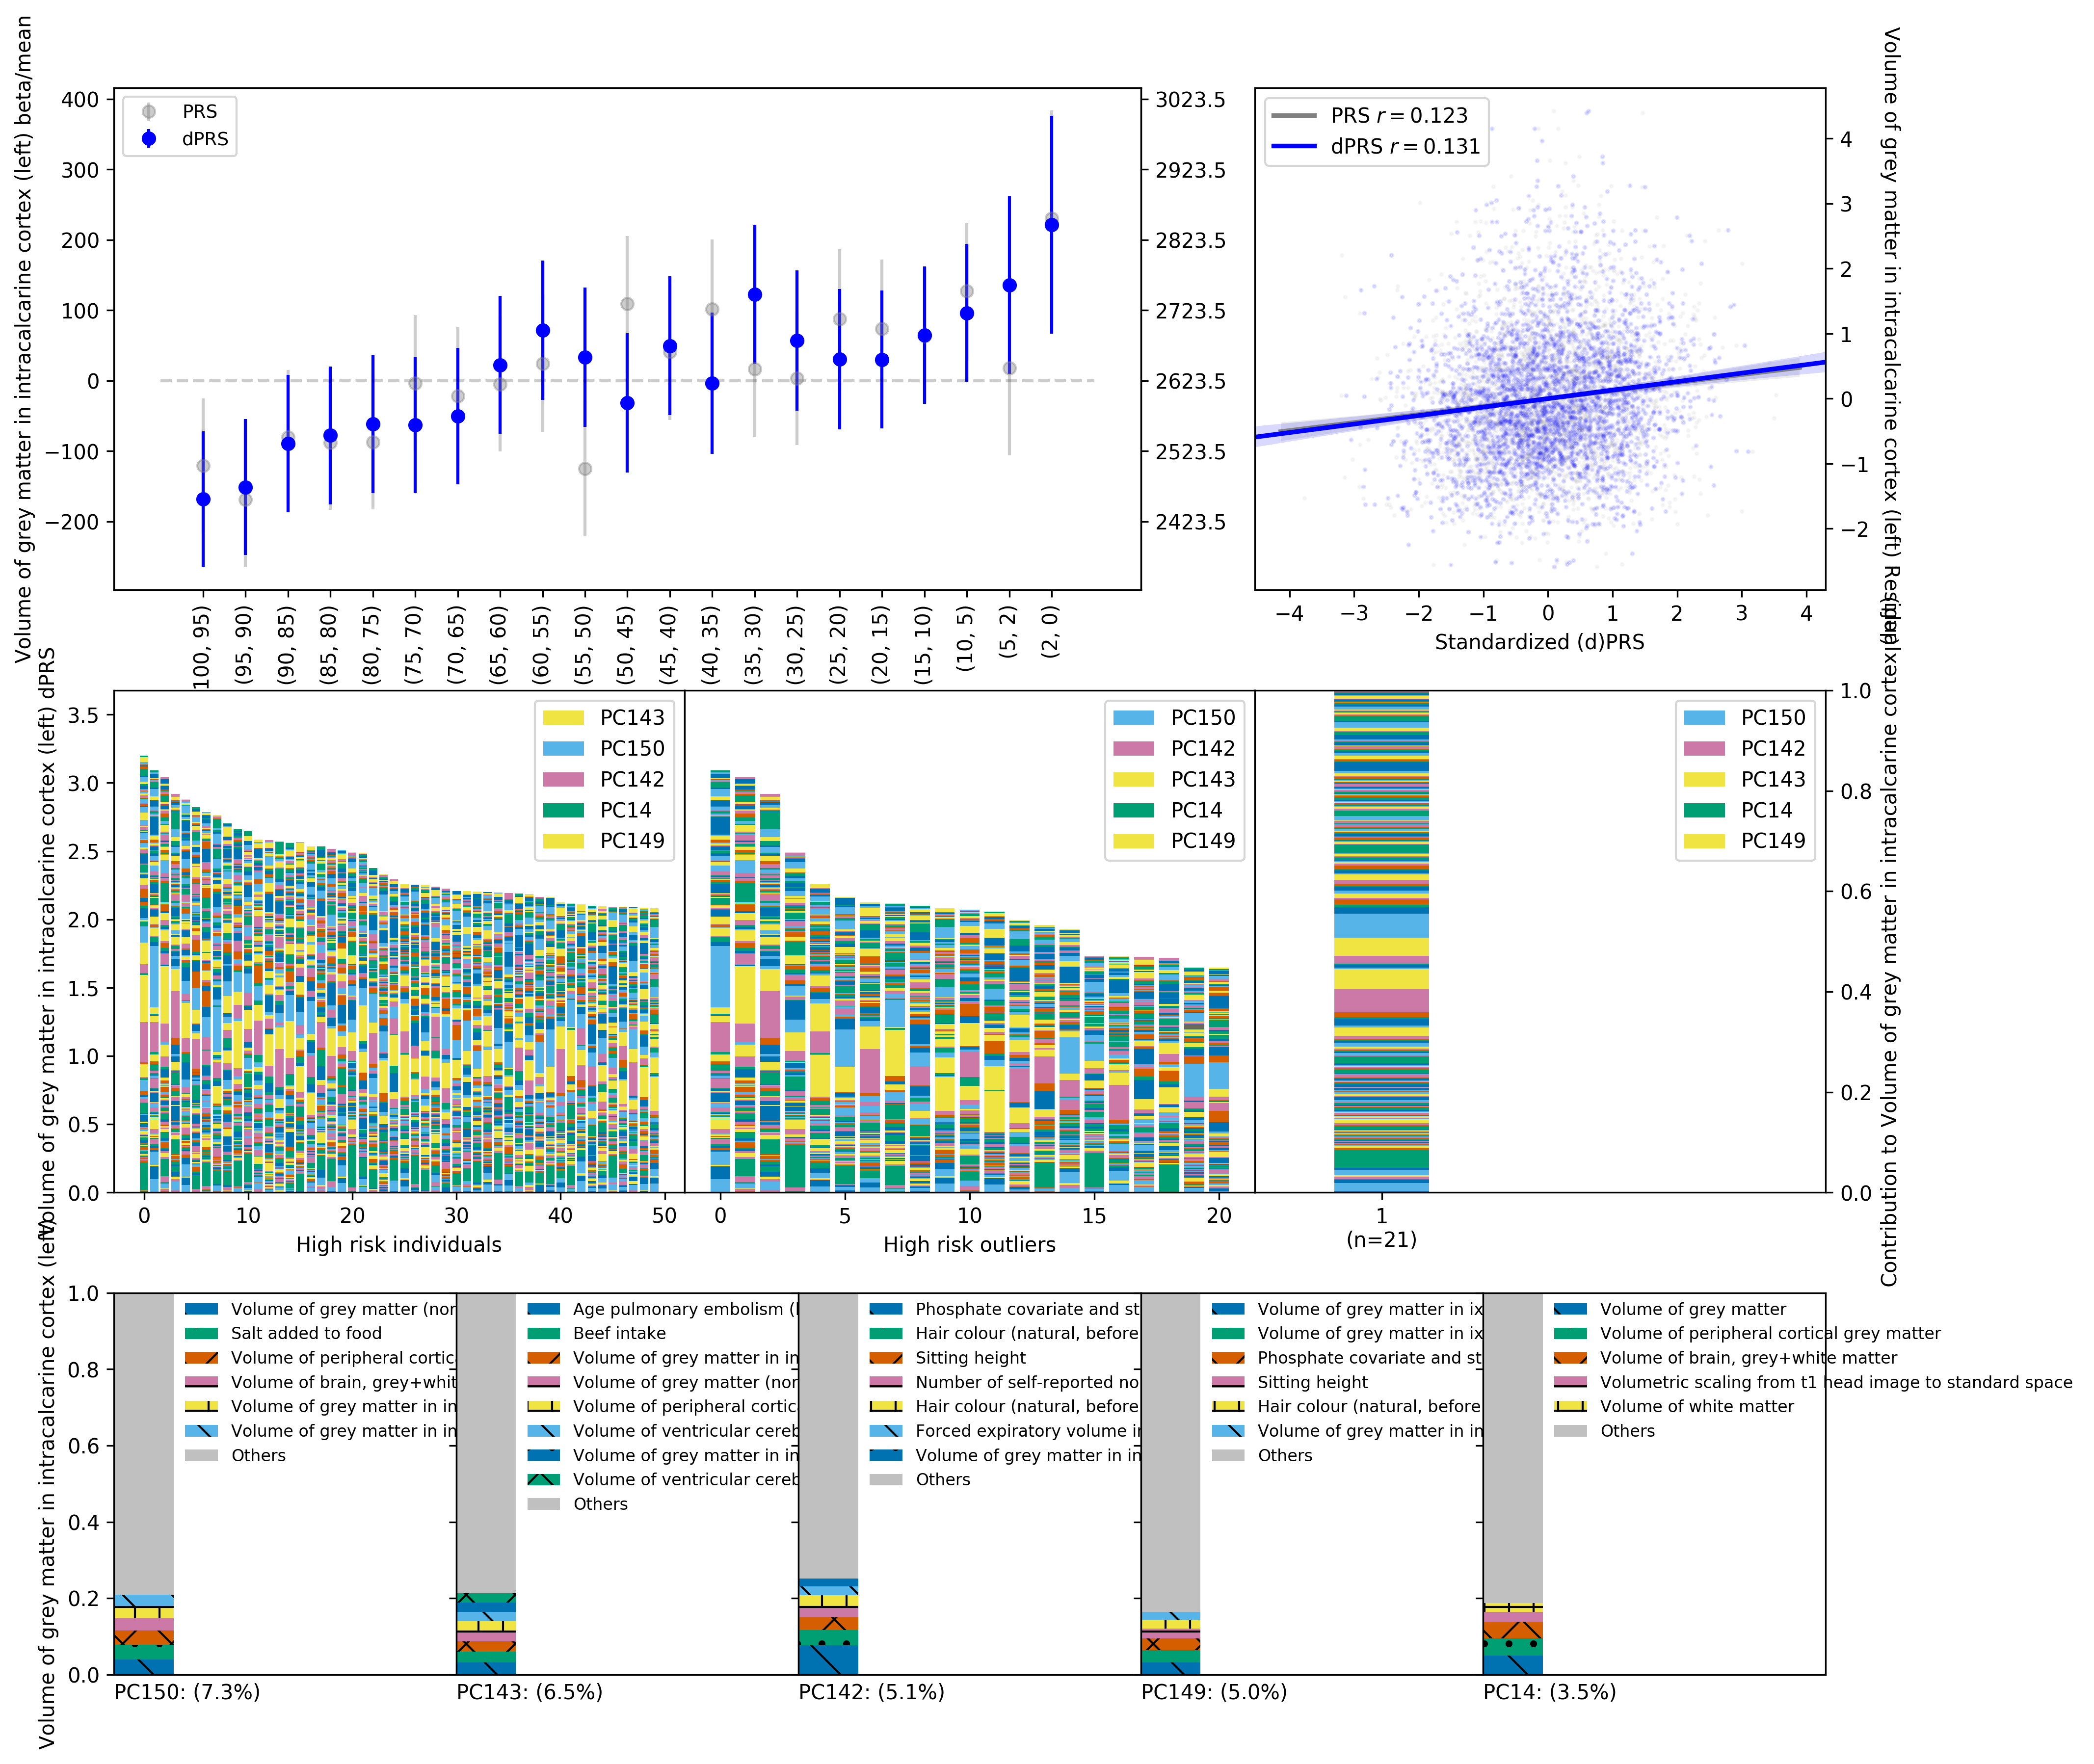 Volume of grey matter in intracalcarine cortex (left) beta/mean
400
300
200
100
0
−100
−200
PRS
dPRS
3023.5
2923.5
2823.5
2723.5
2623.5
2523.5
2423.5
100, 95)
(95, 90)
(90, 85)
(85, 80)
(80, 75)
(75, 70)
(70, 65)
(65, 60)
(60, 55)
(55, 50)
(50, 45)
(45, 40)
(40, 35)
(35, 30)
(30, 25)
(25, 20)
(20, 15)
(15, 10)
(10, 5)
(5, 2)
(2, 0)
PRS r = 0.123
dPRS r = 0.131
4
3
2
1
0
−1
−2
−4 −3 −2 −1 0 1 2 3 4
Standardized (d)PRS
Volume of grey matter in intracalcarine cortex (left)
Volume of grey matter in intracalcarine cortex (left) dPRS
3.5
3.0
2.5
2.0
1.5
1.0
0.5
0.0
PC143
PC150
PC142
PC14
PC149
0 10 20 30 40 50
High risk individuals
PC150
PC142
PC143
PC14
PC149
0 5 10 15 20
High risk outliers
PC150
PC142
PC143
PC14
PC149
1
(n=21)
1.0
0.8
0.6
0.4
0.2
0.0
Contribution to Volume of grey matter in intracalcarine cortex
Volume of grey matter in intracalcarine cortex (left)
1.0
0.8
0.6
0.4
0.2
0.0
Volume of grey matter (nor
Salt added to food
Volume of peripheral cortic
Volume of brain, grey+whit
Volume of grey matter in in
Volume of grey matter in in
Others
PC150: (7.3%)
Age pulmonary embolism (
Beef intake
Volume of grey matter in in
Volume of grey matter (nor
Volume of peripheral cortic
Volume of ventricular cereb
Volume of grey matter in in
Volume of ventricular cereb
Others
PC143: (6.5%)
Phosphate covariate and st
Hair colour (natural, before
Sitting height
Number of self-reported no
Hair colour (natural, before
Forced expiratory volume in
Volume of grey matter in in
Others
PC142: (5.1%)
Volume of grey matter in ix
Volume of grey matter in ix
Phosphate covariate and st
Sitting height
Hair colour (natural, before
Volume of grey matter in in
Others
PC149: (5.0%)
Volume of grey matter
Volume of peripheral cortical grey matter
Volume of brain, grey+white matter
Volumetric scaling from t1 head image to standard space
Volume of white matter
Others
PC14: (3.5%)